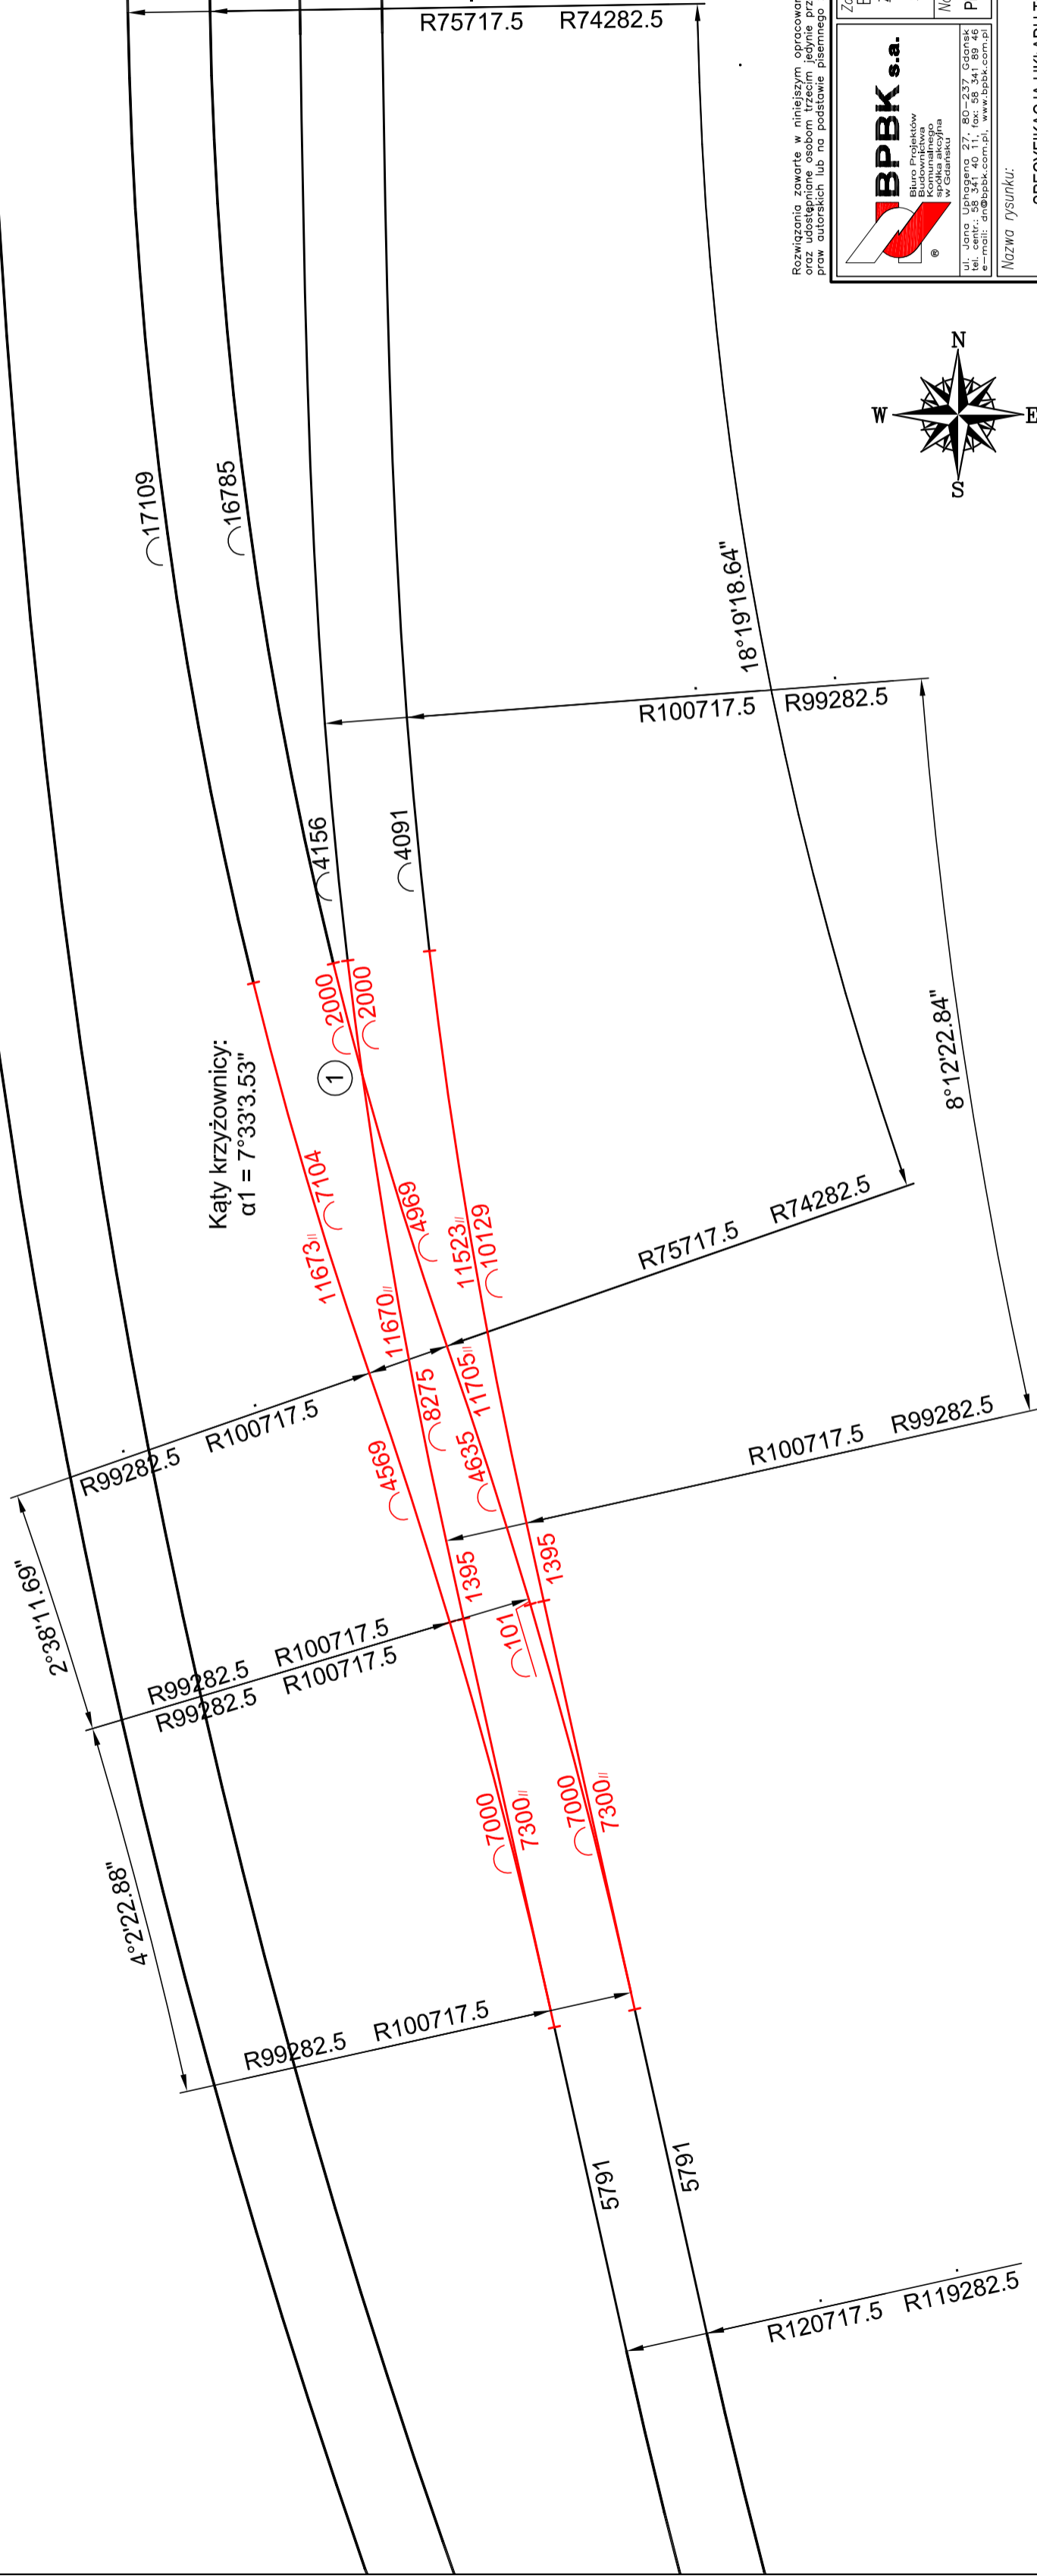 R75717.5 R74282.5
17109
16785
18°19'18.64"
R100717.5 R99282.5
4156
4091
2000
2000
1
Kąty krzyżownicy:
α1 = 7°33'3.53"
8°12'22.84"
11673〃 7104
4969
11523〃
10129
R75717.5 R74282.5
11670〃
8275
11705〃
4635
R99282.5 R100717.5
4569
R100717.5 R99282.5
1395
1395
101
2°38'11.69"
R99282.5 R100717.5
R99282.5 R100717.5
4°2'22.88"
7000
7300〃
7000
7300〃
R99282.5 R100717.5
5791
5791
R120717.5 R119282.5
N
W
E
S
Rozwiązania zawarte w niniejszym opracowan
oraz udostępniane osobom trzecim jedynie prz
praw autorskich lub na podstawie pisemnego
BPBK s.a.
Biuro Projektów
Budownictwa
Komunalnego
spółka akcyjna
w Gdańsku
®
ul. Jana Uphagena 27, 80-237 Gdańsk
tel. centr.: 58 341 40 11, fax: 58 341 89 46
e-mail: dn@bpbk.com.pl, www.bpbk.com.pl
Nazwa rysunku: